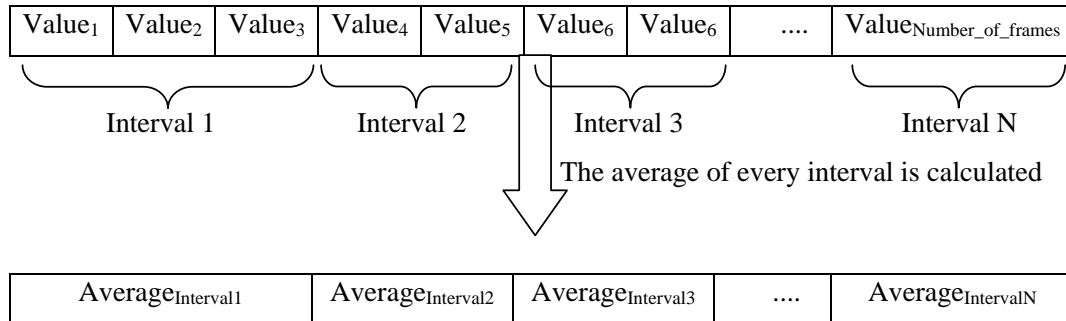 Value1 Value2 Value3 Value4 Value5 Value6 Value6 .... ValueNumber_of_frames
Interval 1 Interval 2 Interval 3 Interval N
The average of every interval is calculated
AverageInterval1 AverageInterval2 AverageInterval3 .... AverageIntervalN